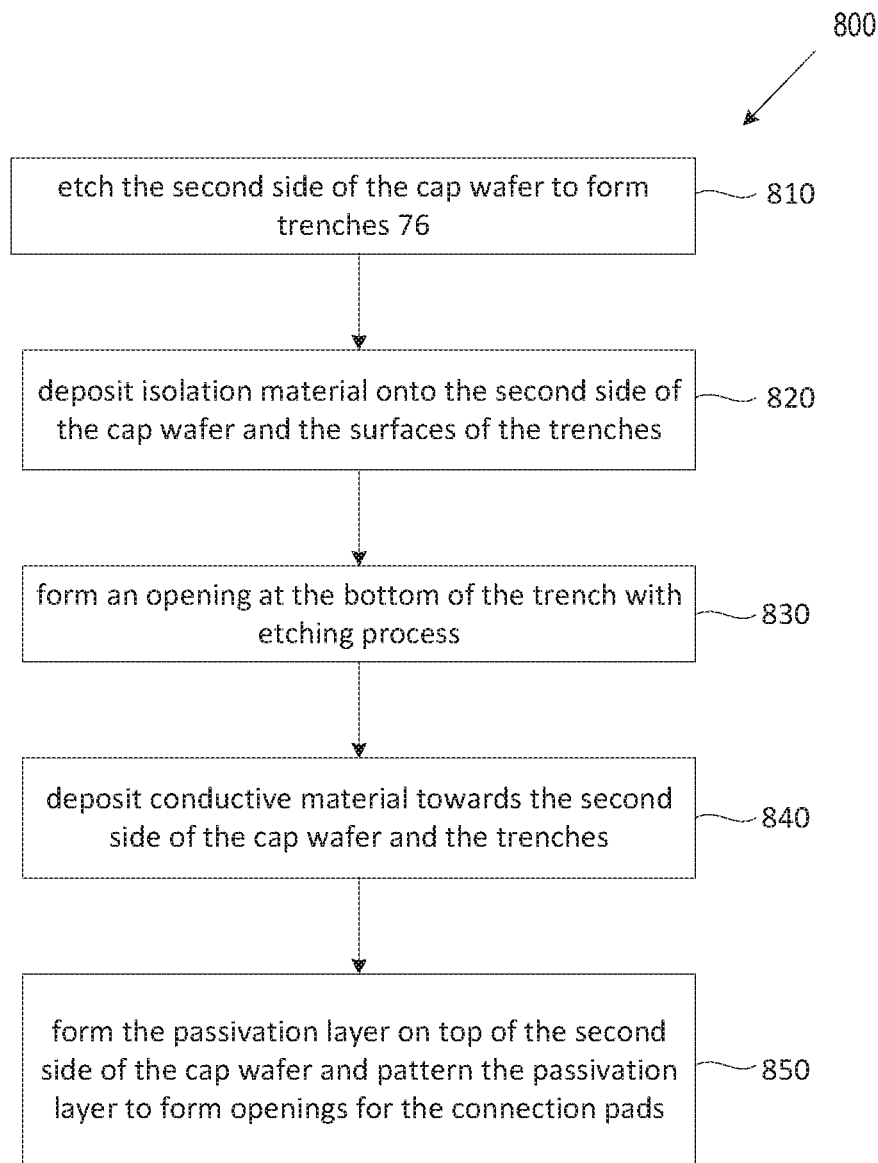 800
etch the second side of the cap wafer to form
trenches 76
810
deposit isolation material onto the second side of
the cap wafer and the surfaces of the trenches
820
form an opening at the bottom of the trench with
etching process
830
deposit conductive material towards the second
side of the cap wafer and the trenches
840
form the passivation layer on top of the second
side of the cap wafer and pattern the passivation
layer to form openings for the connection pads
850